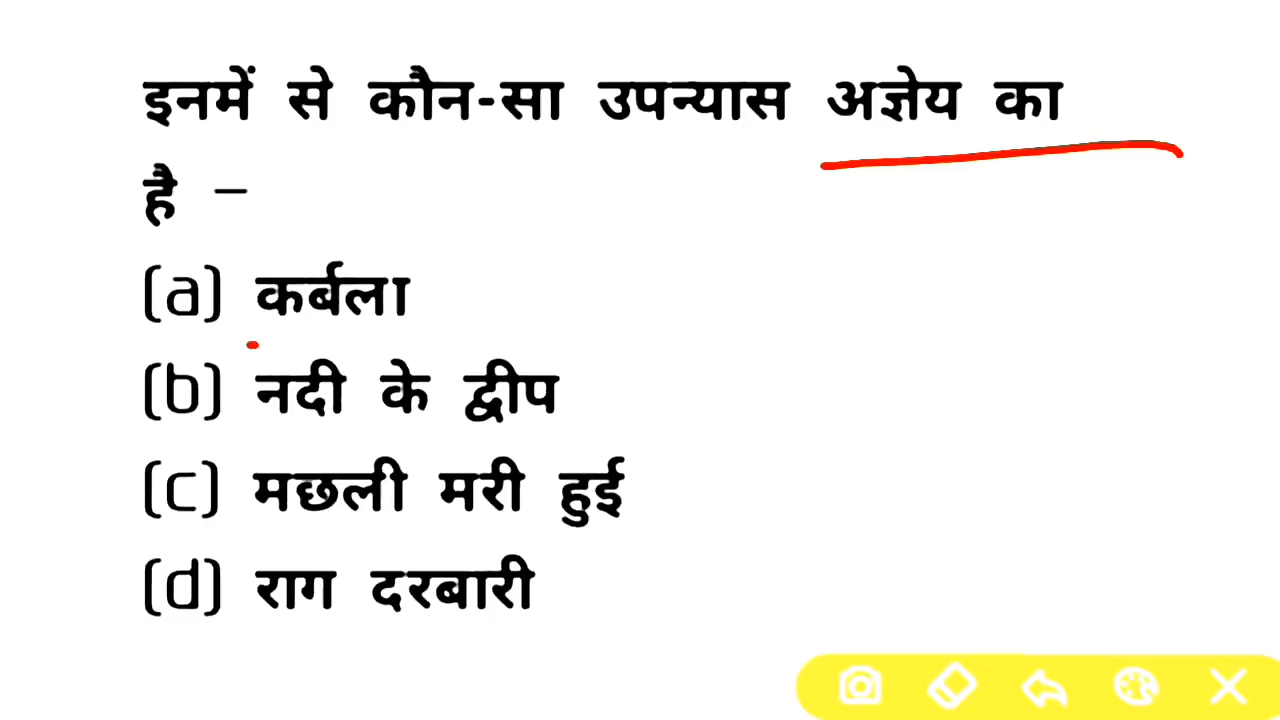 इनमें से कौन-सा उपन्यास अज्ञेय का
है –
(a) कर्बला
(b) नदी के द्वीप
(c) मछली मरी हुई
(d) राग दरबारी